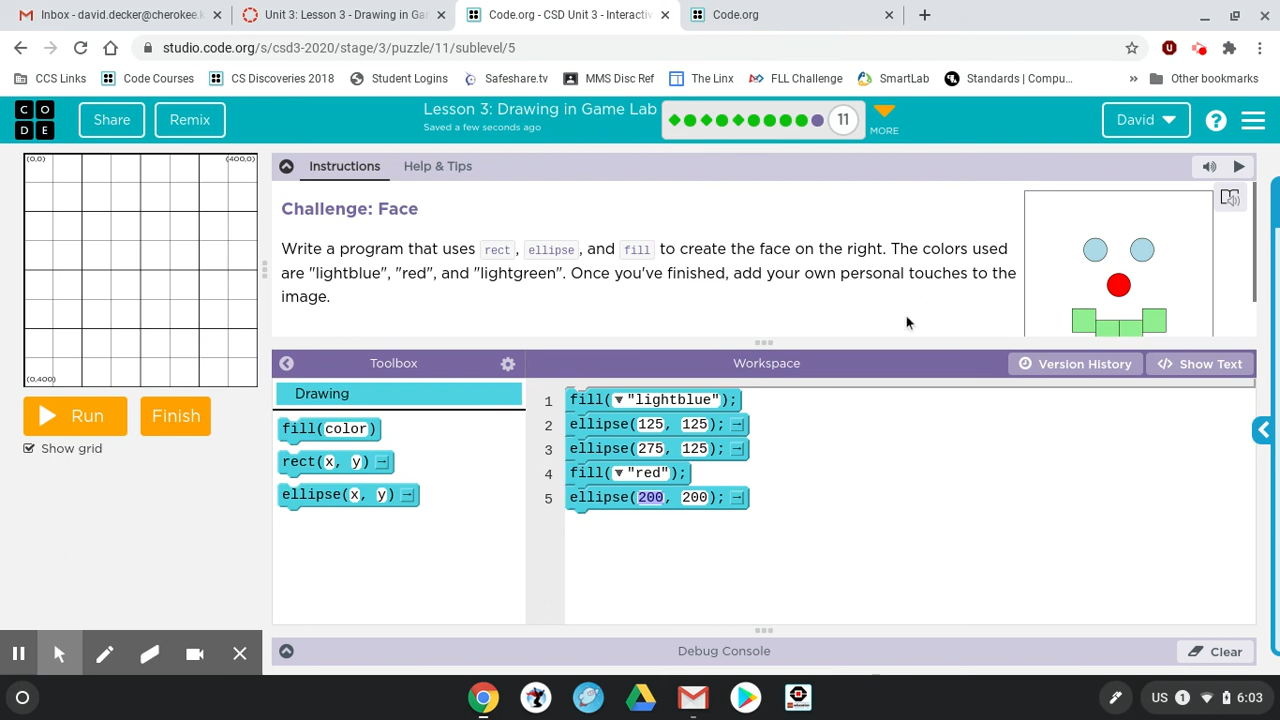 Inbox - david.decker@cherokee.k
Unit 3: Lesson 3 - Drawing in Ga
Code.org - CSD Unit 3 - Interactiv
Code.org
studio.code.org/s/csd3-2020/stage/3/puzzle/11/sublevel/5
CCS Links
Code Courses
CS Discoveries 2018
Student Logins
Safeshare.tv
MMS Disc Ref
The Linx
FLL Challenge
SmartLab
Standards | Compu...
»
Other bookmarks
C O
D E
Share
Remix
Lesson 3: Drawing in Game Lab
Saved a few seconds ago
11
MORE
David
?
(0,0)
(400,0)
(0,400)
Run
Finish
Show grid
Instructions
Help & Tips
Challenge: Face
Write a program that uses rect, ellipse, and fill to create the face on the right. The colors used
are "lightblue", "red", and "lightgreen". Once you've finished, add your own personal touches to the
image.
Toolbox
Workspace
Version History
</> Show Text
Drawing
fill(color)
rect(x, y)
ellipse(x, y)
1 fill("lightblue");
2 ellipse(125, 125);
3 ellipse(275, 125);
4 fill("red");
5 ellipse(200, 200);
Debug Console
Clear
US
1
6:03